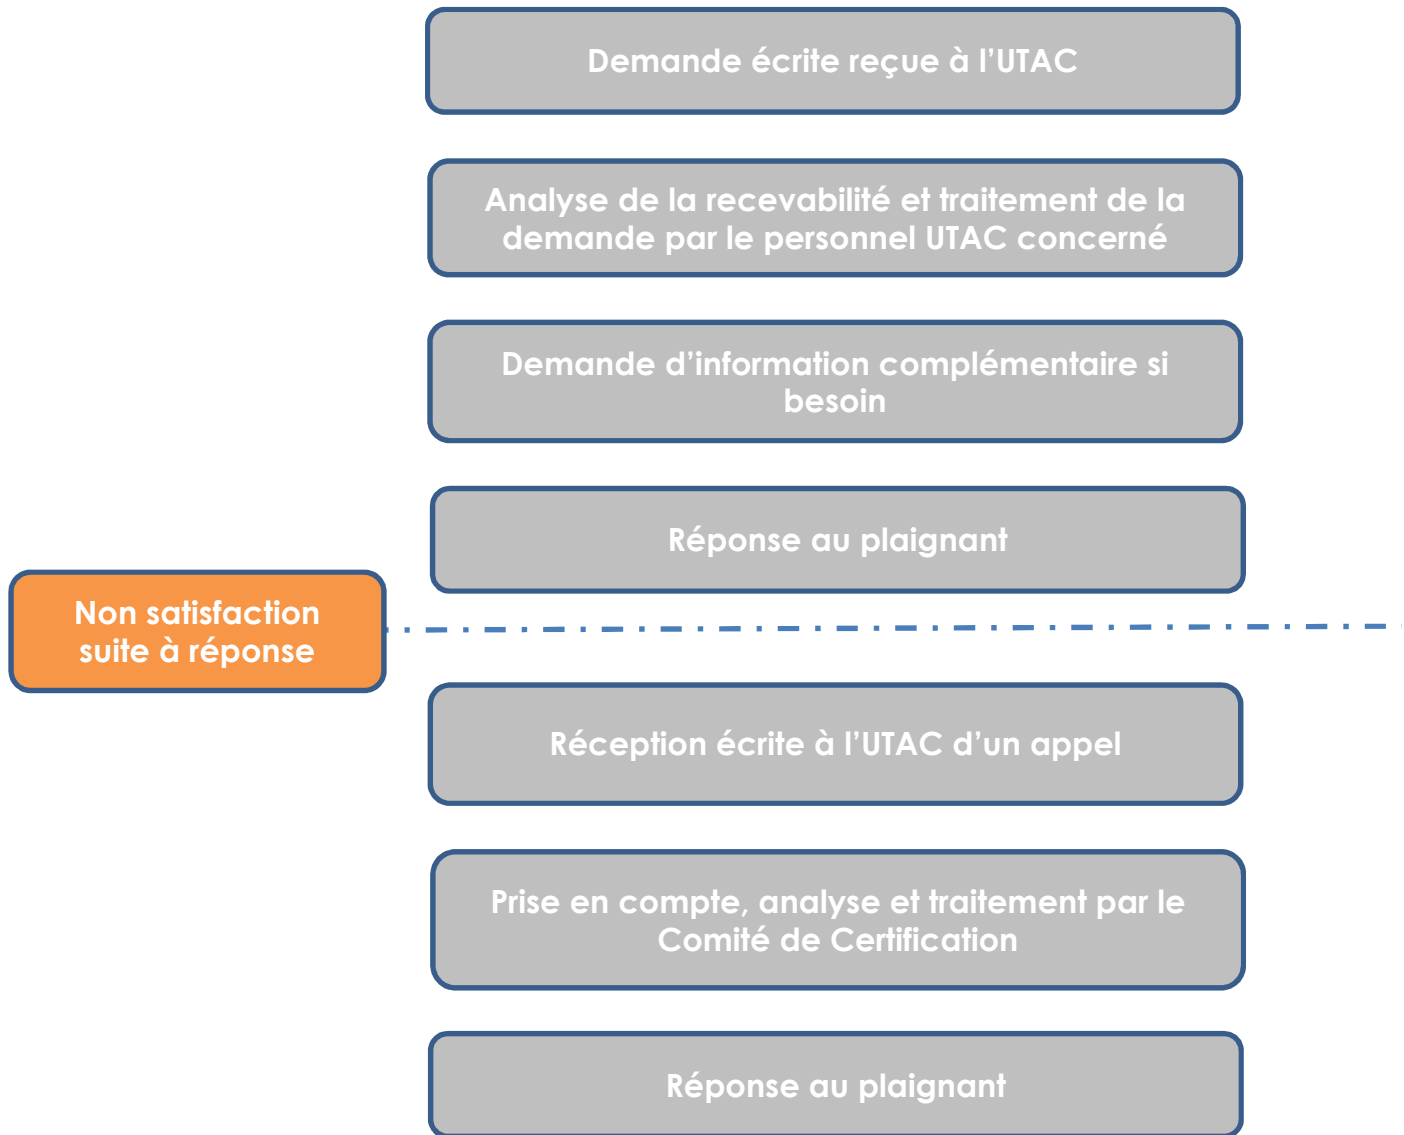 Demande écrite reçue à l’UTAC
Analyse de la recevabilité et traitement de la
demande par le personnel UTAC concerné
Demande d’information complémentaire si
besoin
Réponse au plaignant
Non satisfaction
suite à réponse
Réception écrite à l’UTAC d’un appel
Prise en compte, analyse et traitement par le
Comité de Certification
Réponse au plaignant